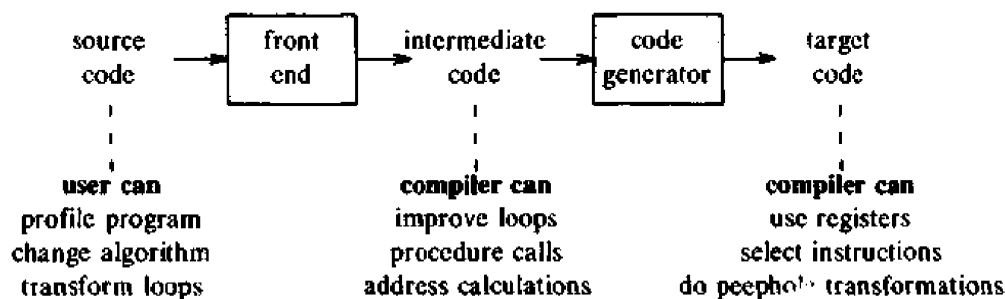 source code
front end
intermediate code
code generator
target code
user can
profile program
change algorithm
transform loops
compiler can
improve loops
procedure calls
address calculations
compiler can
use registers
select instructions
do peephole transformations